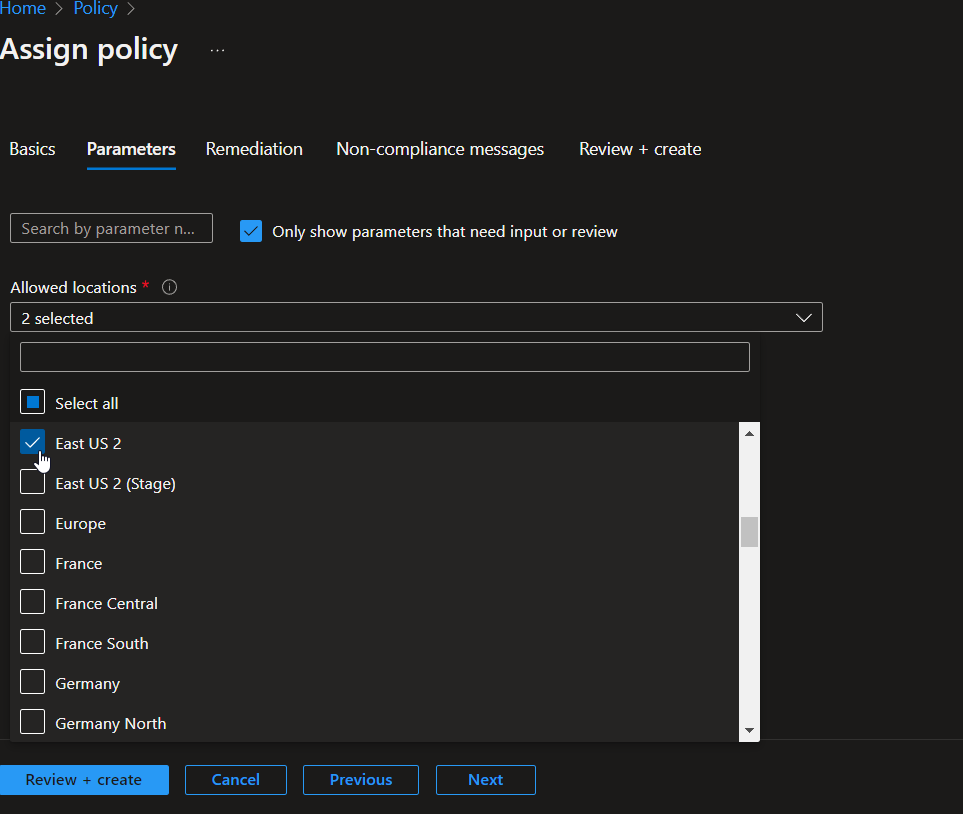 Home > Policy >
Assign policy ...
Basics Parameters Remediation Non-compliance messages Review + create
Search by parameter n... Only show parameters that need input or review
Allowed locations *
2 selected
Select all
East US 2
East US 2 (Stage)
Europe
France
France Central
France South
Germany
Germany North
Review + create Cancel Previous Next